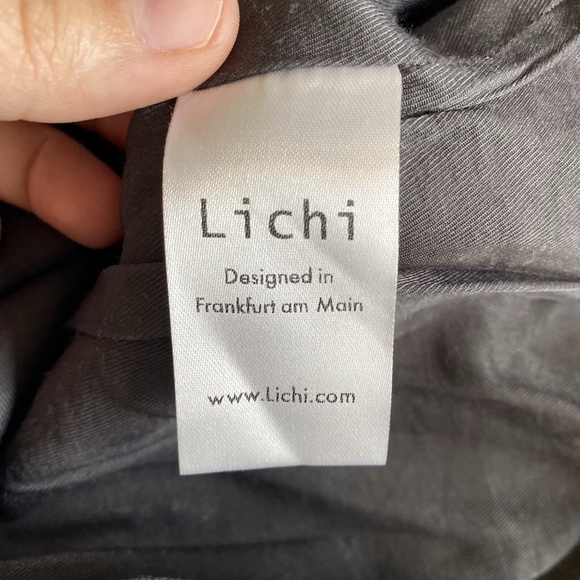 Lichi
Designed in
Frankfurt am Main
www.Lichi.com